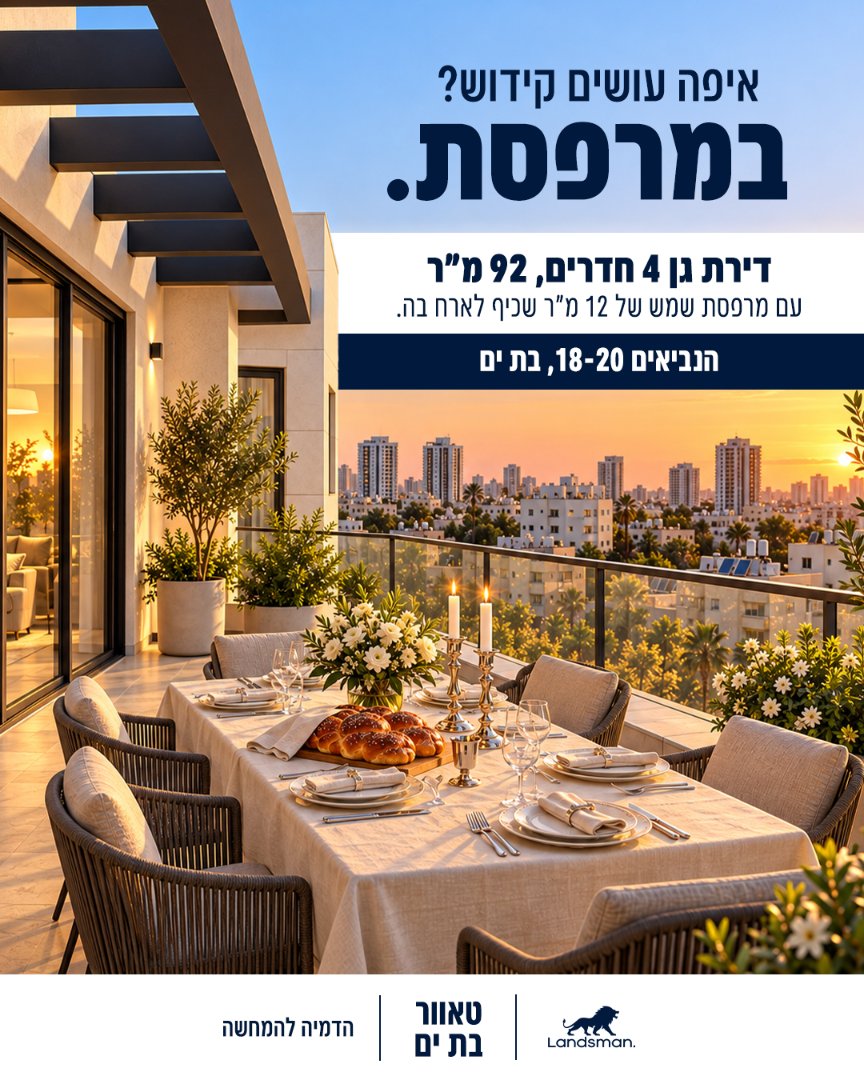 איפה עושים קידוש?
במרפסת.
דירת גן 4 חדרים, 92 מ"ר
עם מרפסת שמש של 12 מ"ר שכיף לארח בה.
הנביאים 18-20, בת ים
Landsman.
טאוור
בת ים
הדמיה להמחשה